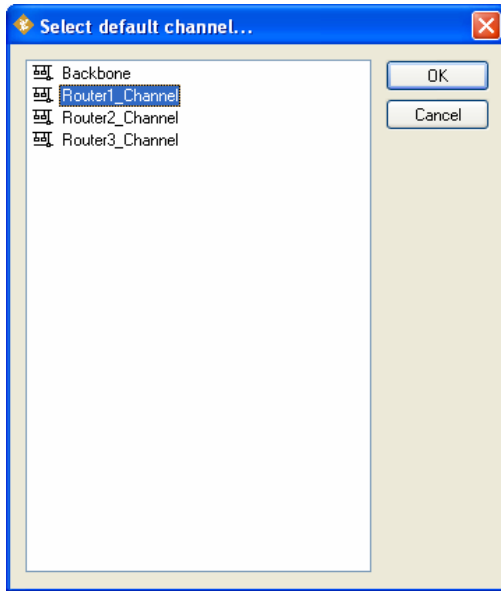 Select default channel...
Backbone
Router1_Channel
Router2_Channel
Router3_Channel
OK
Cancel